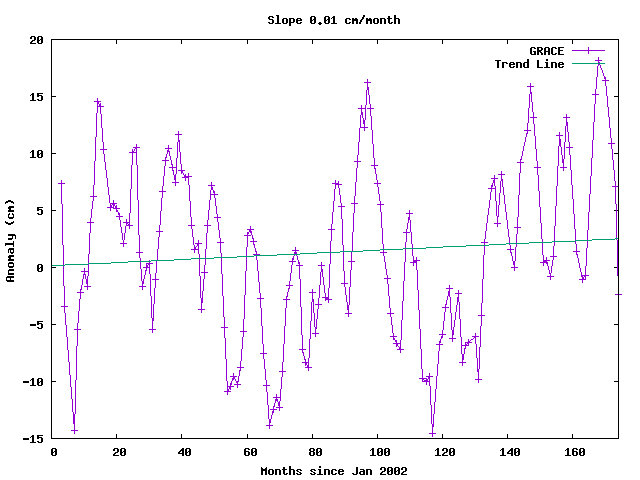 Slope 0.01 cm/month
GRACE
Trend Line
20
15
10
5
0
-5
-10
-15
Anomaly (cm)
0 20 40 60 80 100 120 140 160
Months since Jan 2002